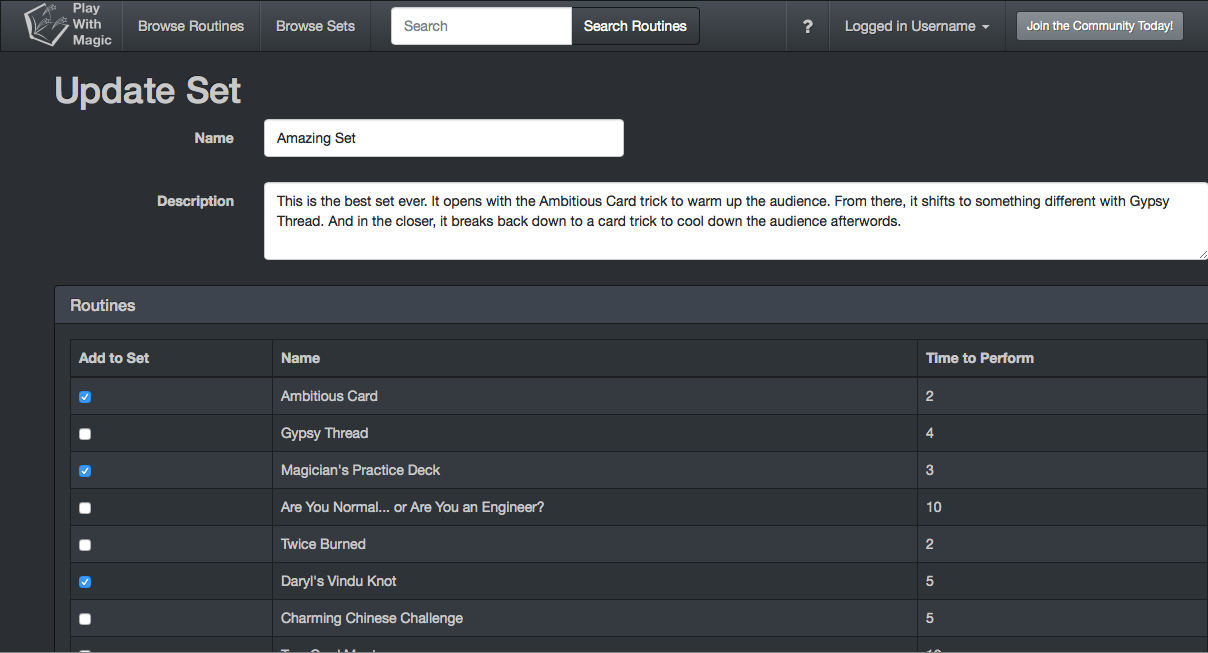 Play
With
Magic
Browse Routines
Browse Sets
Search
Search Routines
?
Logged in Username
Join the Community Today!
Update Set
Name
Amazing Set
Description
This is the best set ever. It opens with the Ambitious Card trick to warm up the audience. From there, it shifts to something different with Gypsy
Thread. And in the closer, it breaks back down to a card trick to cool down the audience afterwords.
Routines
Add to Set Name Time to Perform
Ambitious Card 2
Gypsy Thread 4
Magician's Practice Deck 3
Are You Normal... or Are You an Engineer? 10
Twice Burned 2
Daryl's Vindu Knot 5
Charming Chinese Challenge 5